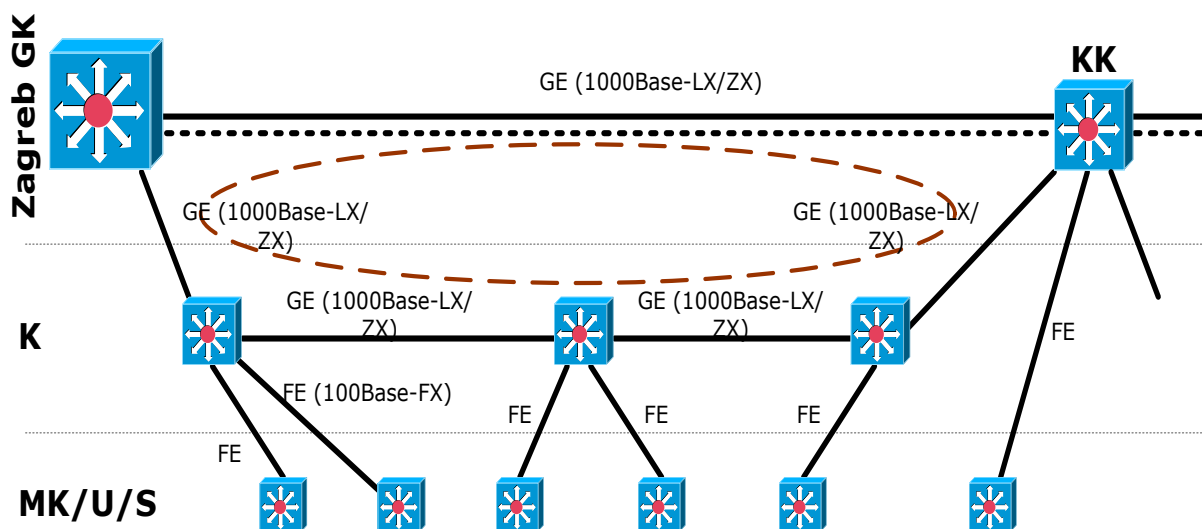 Zagreb GK
KK
GE (1000Base-LX/ZX)
GE (1000Base-LX/
ZX)
GE (1000Base-LX/
ZX)
GE (1000Base-LX/
ZX)
GE (1000Base-LX/
ZX)
K
FE
FE (100Base-FX)
FE
FE
FE
FE
MK/U/S